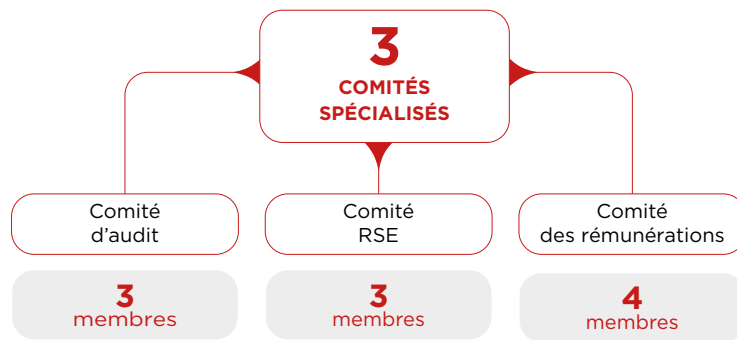 3
COMITÉS
SPÉCIALISÉS
Comité
d’audit
Comité
RSE
Comité
des rémunérations
3
membres
3
membres
4
membres